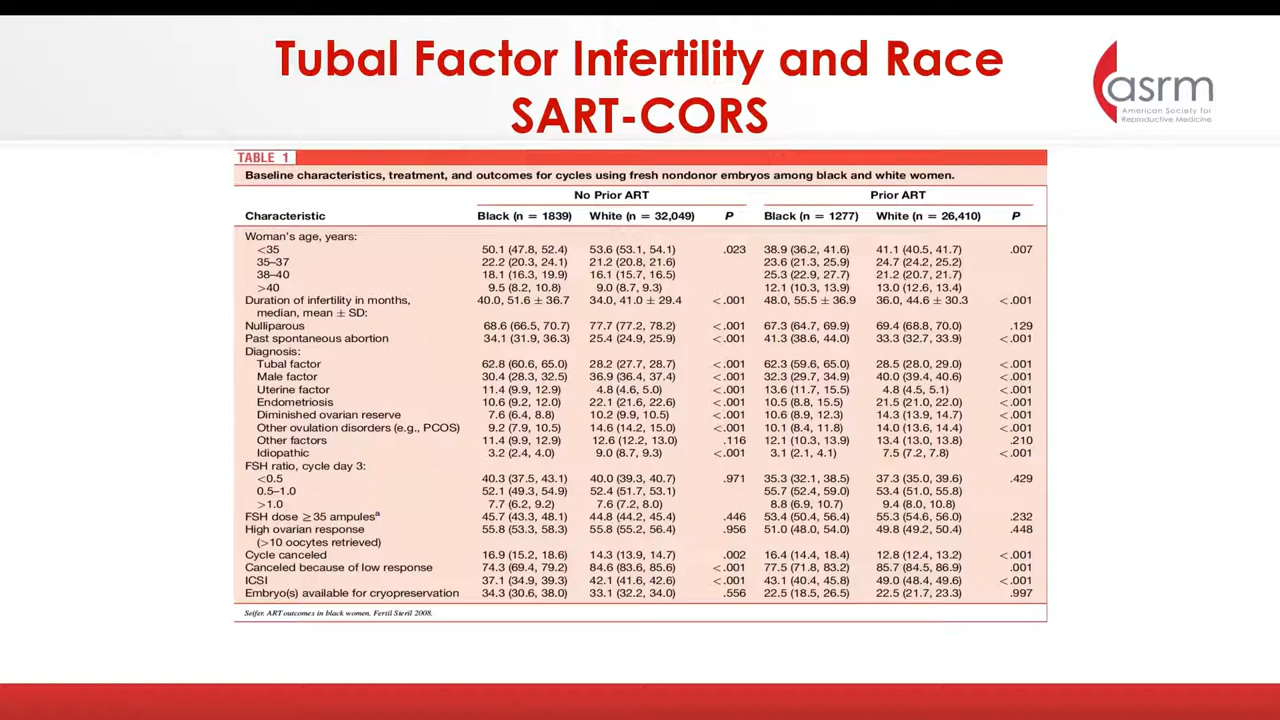 Tubal Factor Infertility and Race
SART-CORS
asrm
American Society for
Reproductive Medicine
TABLE 1
Baseline characteristics, treatment, and outcomes for cycles using fresh nondonor embryos among black and white women.
No Prior ART Prior ART
Characteristic Black (n = 1839) White (n = 32,049) P Black (n = 1277) White (n = 26,410) P
Woman's age, years:
<35 50.1 (47.8, 52.4) 53.6 (53.1, 54.1) .023 38.9 (36.2, 41.6) 41.1 (40.5, 41.7) .007
35–37 22.2 (20.3, 24.1) 21.2 (20.8, 21.6) 23.6 (21.3, 25.9) 24.7 (24.2, 25.2)
38–40 18.1 (16.3, 19.9) 16.1 (15.7, 16.5) 25.3 (22.9, 27.7) 21.2 (20.7, 21.7)
>40 9.5 (8.2, 10.8) 9.0 (8.7, 9.3) 12.1 (10.3, 13.9) 13.0 (12.6, 13.4)
Duration of infertility in months, 40.0, 51.6 ± 36.7 34.0, 41.0 ± 29.4 <.001 48.0, 55.5 ± 36.9 36.0, 44.6 ± 30.3 <.001
median, mean ± SD:
Nulliparous 68.6 (66.5, 70.7) 77.7 (77.2, 78.2) <.001 67.3 (64.7, 69.9) 69.4 (68.8, 70.0) .129
Past spontaneous abortion 34.1 (31.9, 36.3) 25.4 (24.9, 25.9) <.001 41.3 (38.6, 44.0) 33.3 (32.7, 33.9) <.001
Diagnosis:
Tubal factor 62.8 (60.6, 65.0) 28.2 (27.7, 28.7) <.001 62.3 (59.6, 65.0) 28.5 (28.0, 29.0) <.001
Male factor 30.4 (28.3, 32.5) 36.9 (36.4, 37.4) <.001 32.3 (29.7, 34.9) 40.0 (39.4, 40.6) <.001
Uterine factor 11.4 (9.9, 12.9) 4.8 (4.6, 5.0) <.001 13.6 (11.7, 15.5) 4.8 (4.5, 5.1) <.001
Endometriosis 10.6 (9.2, 12.0) 22.1 (21.6, 22.6) <.001 10.5 (8.8, 15.5) 21.5 (21.0, 22.0) <.001
Diminished ovarian reserve 7.6 (6.4, 8.8) 10.2 (9.9, 10.5) <.001 10.6 (8.9, 12.3) 14.3 (13.9, 14.7) <.001
Other ovulation disorders (e.g., PCOS) 9.2 (7.9, 10.5) 14.6 (14.2, 15.0) <.001 10.1 (8.4, 11.8) 14.0 (13.6, 14.4) <.001
Other factors 11.4 (9.9, 12.9) 12.6 (12.2, 13.0) .116 12.1 (10.3, 13.9) 13.4 (13.0, 13.8) .210
Idiopathic 3.2 (2.4, 4.0) 9.0 (8.7, 9.3) <.001 3.1 (2.1, 4.1) 7.5 (7.2, 7.8) <.001
FSH ratio, cycle day 3:
<0.5 40.3 (37.5, 43.1) 40.0 (39.3, 40.7) .971 35.3 (32.1, 38.5) 37.3 (35.0, 39.6) .429
0.5–1.0 52.1 (49.3, 54.9) 52.4 (51.7, 53.1) 55.7 (52.4, 59.0) 53.4 (51.0, 55.8)
>1.0 7.7 (6.2, 9.2) 7.6 (7.2, 8.0) 8.8 (6.9, 10.7) 9.4 (8.0, 10.8)
FSH dose ≥35 ampulesᵃ 45.7 (43.3, 48.1) 44.8 (44.2, 45.4) .446 53.4 (50.4, 56.4) 55.3 (54.6, 56.0) .232
High ovarian response 55.8 (53.3, 58.3) 55.8 (55.2, 56.4) .956 51.0 (48.0, 54.0) 49.8 (49.2, 50.4) .448
(>10 oocytes retrieved)
Cycle canceled 16.9 (15.2, 18.6) 14.3 (13.9, 14.7) .002 16.4 (14.4, 18.4) 12.8 (12.4, 13.2) <.001
Canceled because of low response 74.3 (69.4, 79.2) 84.6 (83.6, 85.6) <.001 77.5 (71.8, 83.2) 85.7 (84.5, 86.9) .001
ICSI 37.1 (34.9, 39.3) 42.1 (41.6, 42.6) <.001 43.1 (40.4, 45.8) 49.0 (48.4, 49.6) <.001
Embryo(s) available for cryopreservation 34.3 (30.6, 38.0) 33.1 (32.2, 34.0) .556 22.5 (18.5, 26.5) 22.5 (21.7, 23.3) .997
Seifer. ART outcomes in black women. Fertil Steril 2008.